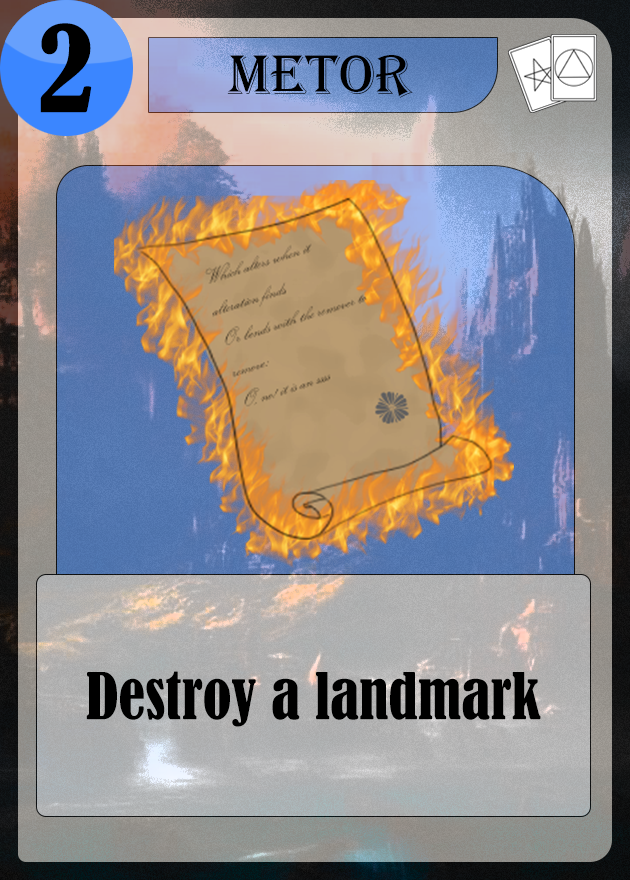 2
METOR
Which alters when it
alteration finds
Or bends with the remover to
remove:
O, no! it is an
Destroy a landmark